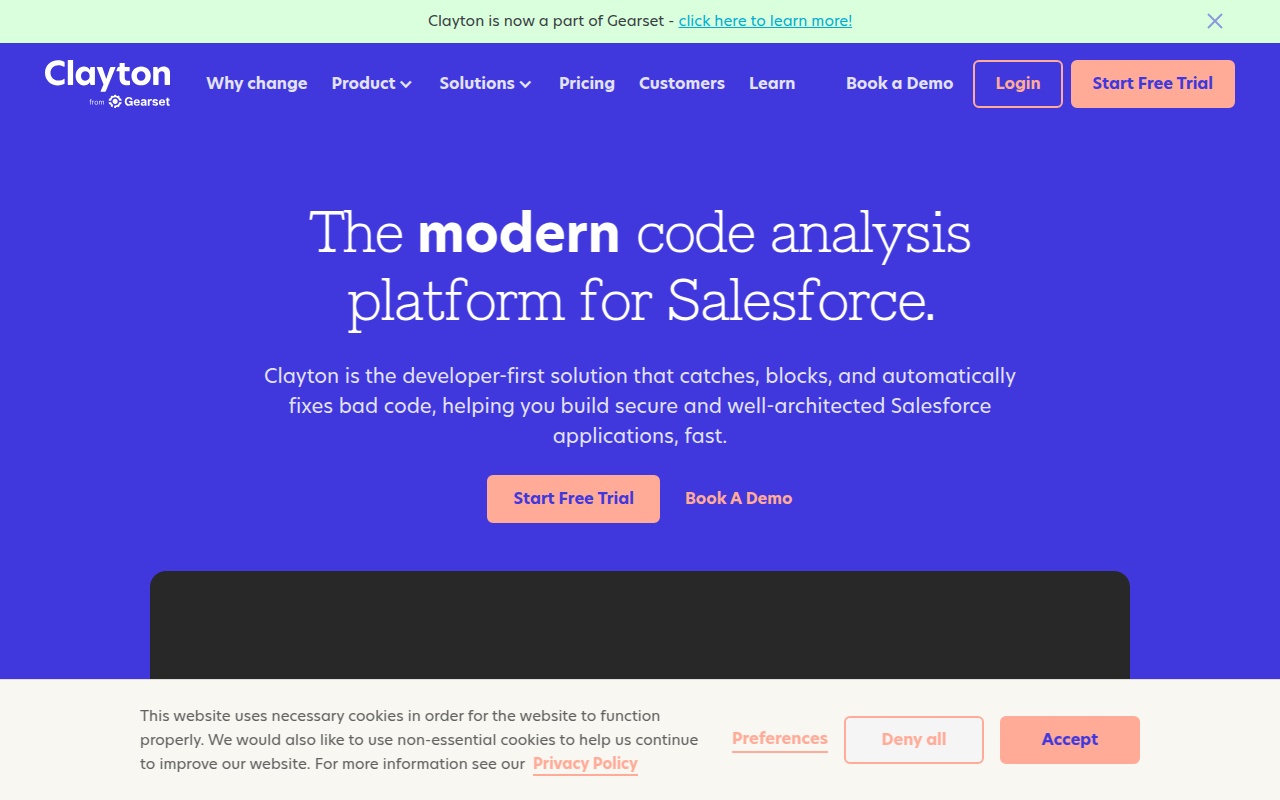 Clayton is now a part of Gearset - click here to learn more!
Clayton
from Gearset
Why change
Product
Solutions
Pricing
Customers
Learn
Book a Demo
Login
Start Free Trial
The modern code analysis
platform for Salesforce.
Clayton is the developer-first solution that catches, blocks, and automatically
fixes bad code, helping you build secure and well-architected Salesforce
applications, fast.
Start Free Trial
Book A Demo
This website uses necessary cookies in order for the website to function
properly. We would also like to use non-essential cookies to help us continue
to improve our website. For more information see our Privacy Policy
Preferences
Deny all
Accept